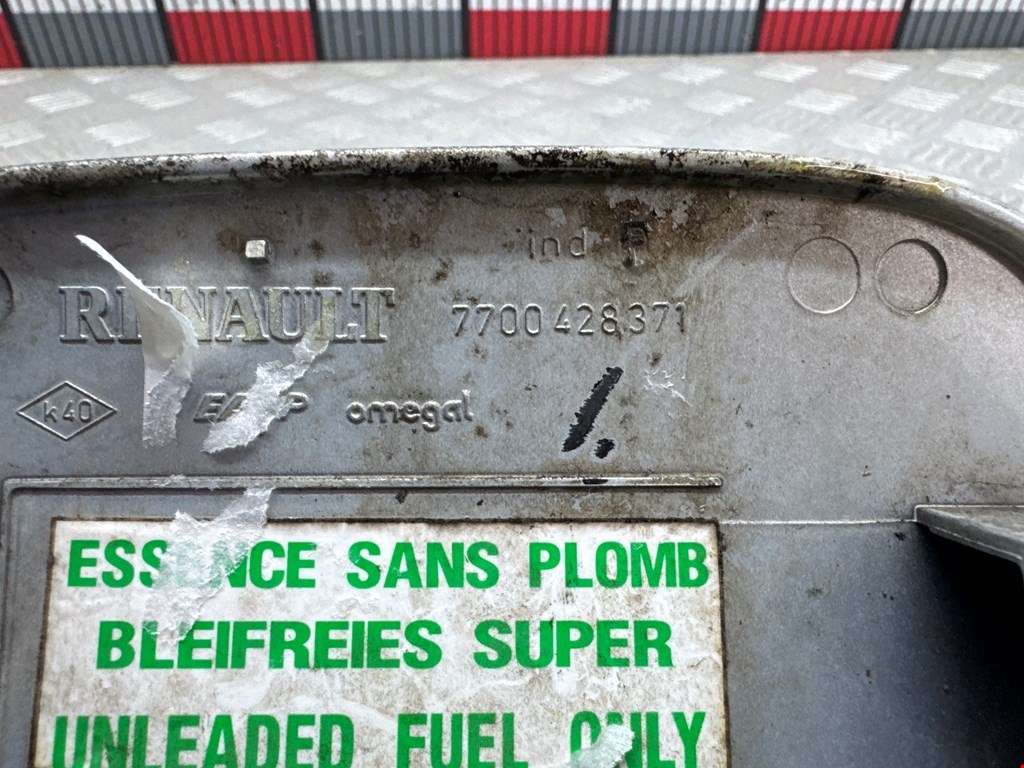 ind
RENAULT 7700 428 371
k40 omegal
ESSENCE SANS PLOMB
BLEIFREIES SUPER
UNLEADED FUEL ONLY